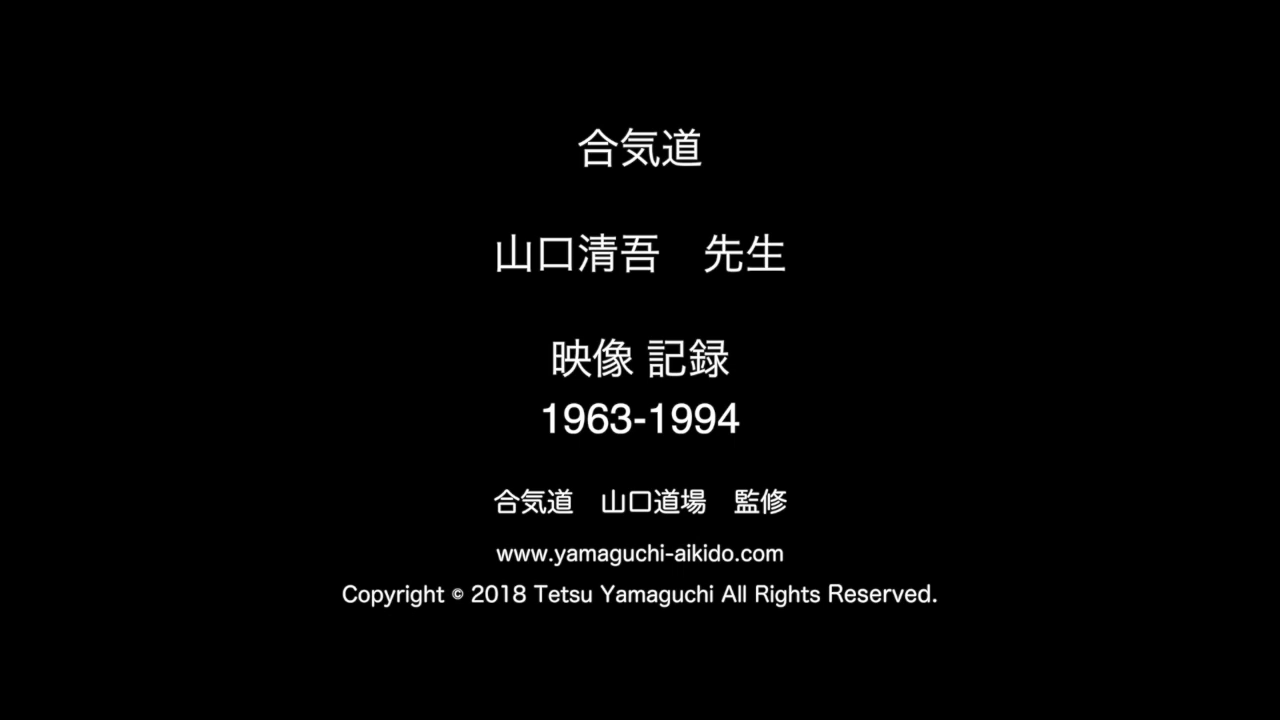 合気道
山口清吾　先生
映像 記録
1963-1994
合気道　山口道場　監修
www.yamaguchi-aikido.com
Copyright © 2018 Tetsu Yamaguchi All Rights Reserved.